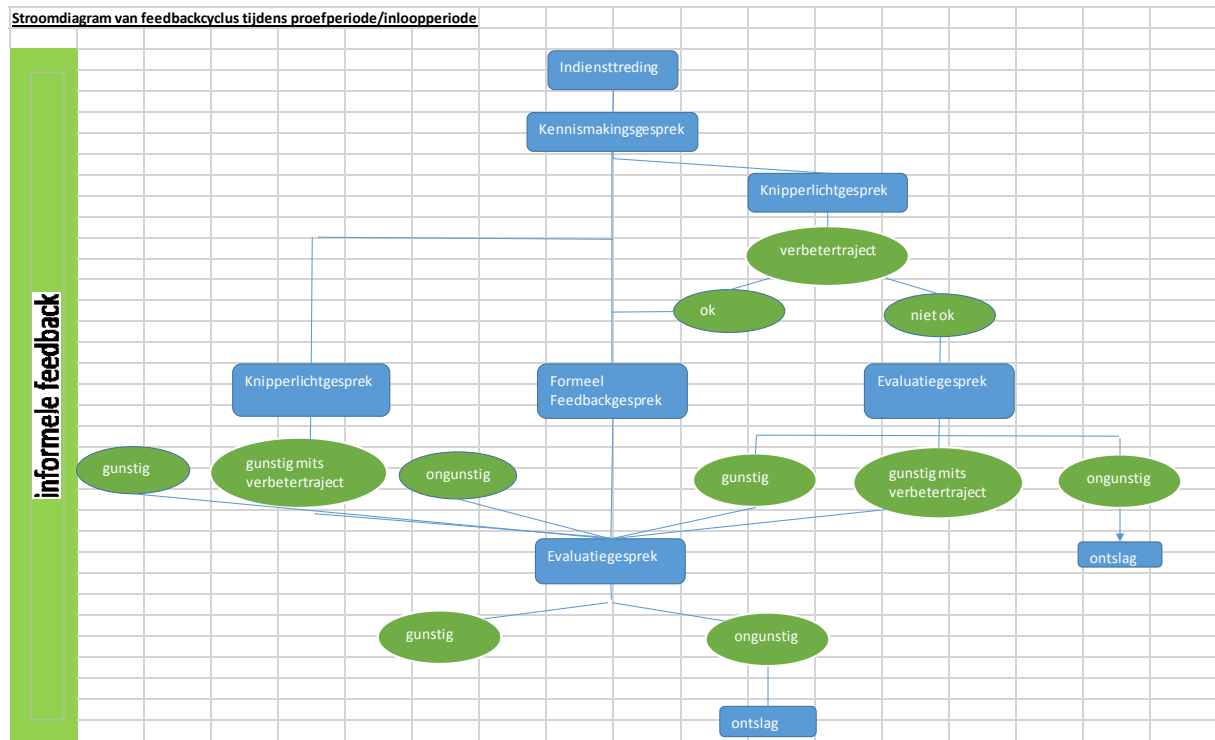 Stroomdiagram van feedbackcyclus tijdens proefperiode/inloopperiode
informele feedback
Indiensttreding
Kennismakingsgesprek
Knipperlichtgesprek
verbetertraject
ok
niet ok
Knipperlichtgesprek
Formeel
Feedbackgesprek
Evaluatiegesprek
gunstig
gunstig mits
verbetertraject
ongunstig
gunstig
gunstig mits
verbetertraject
ongunstig
Evaluatiegesprek
ontslag
gunstig
ongunstig
ontslag